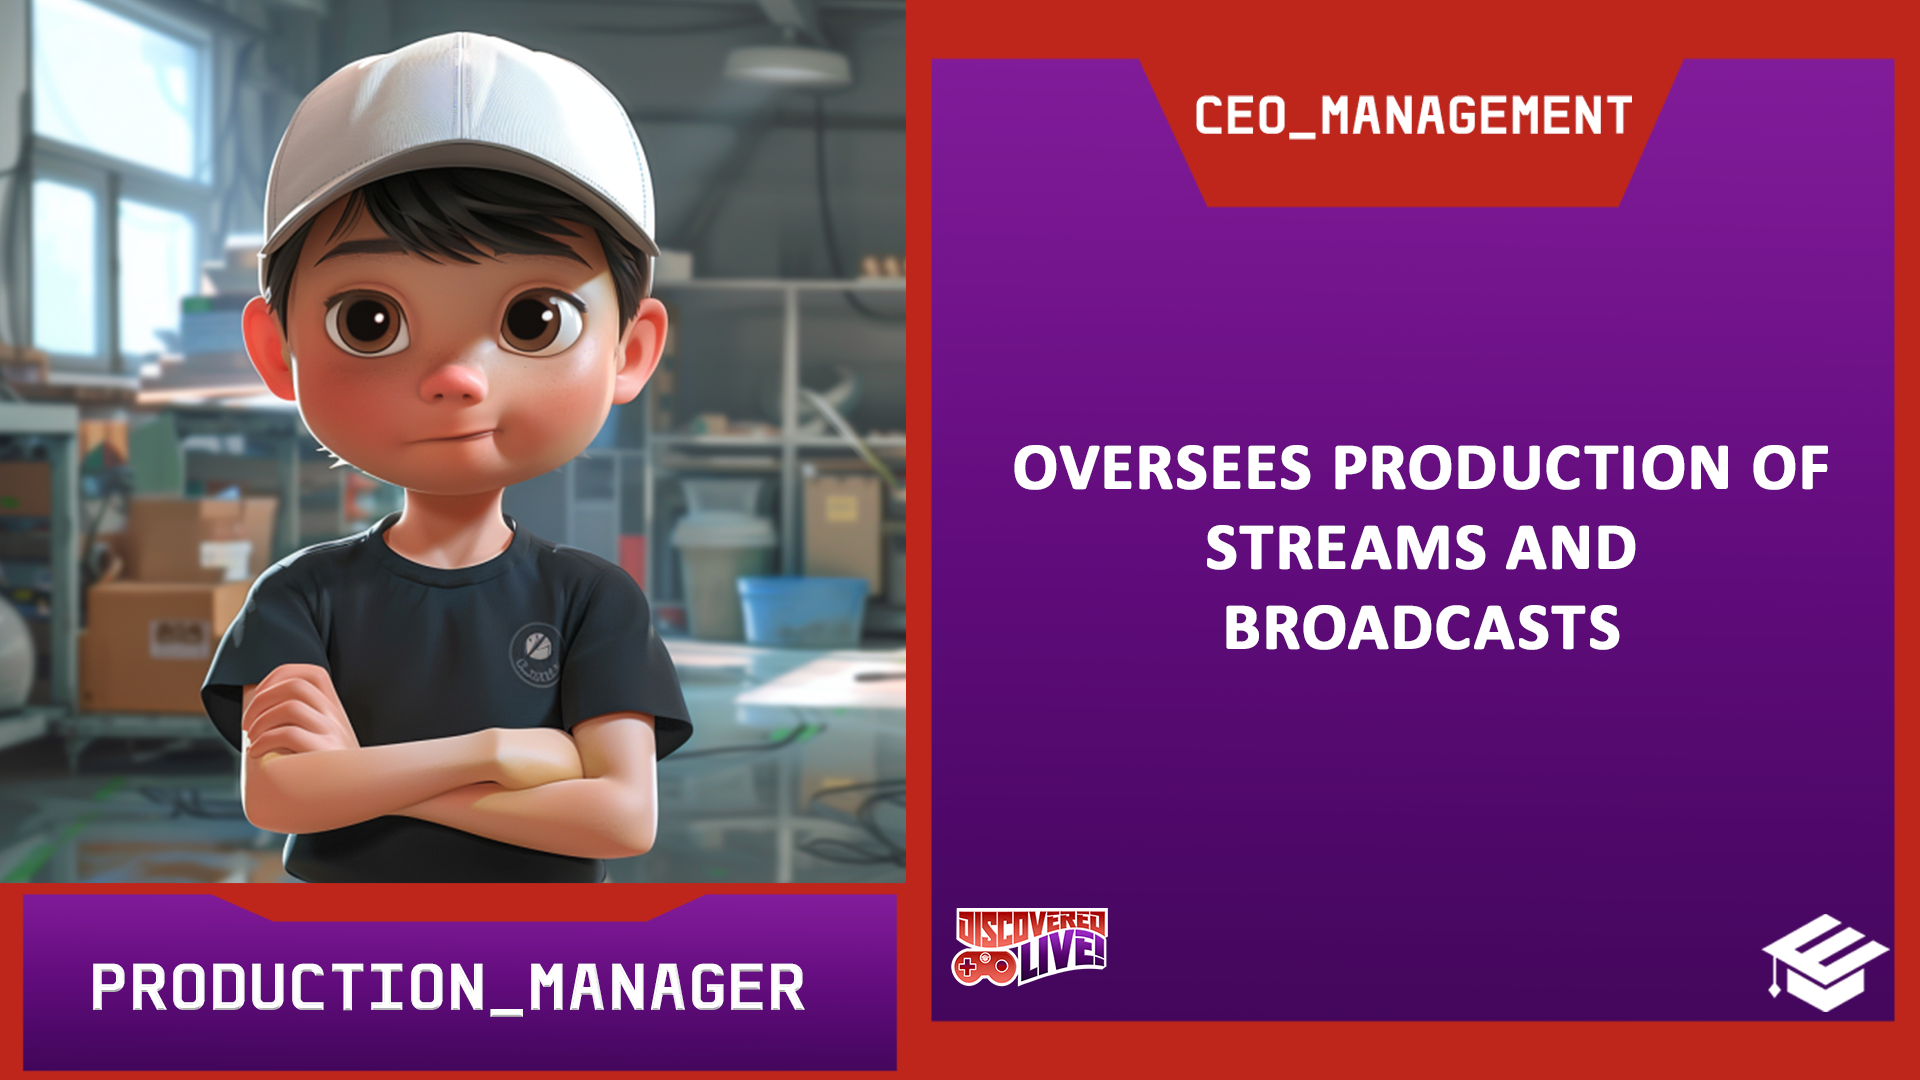 CEO_MANAGEMENT
OVERSEES PRODUCTION OF
STREAMS AND
BROADCASTS
DISCOVERED
LIVE!
PRODUCTION_MANAGER